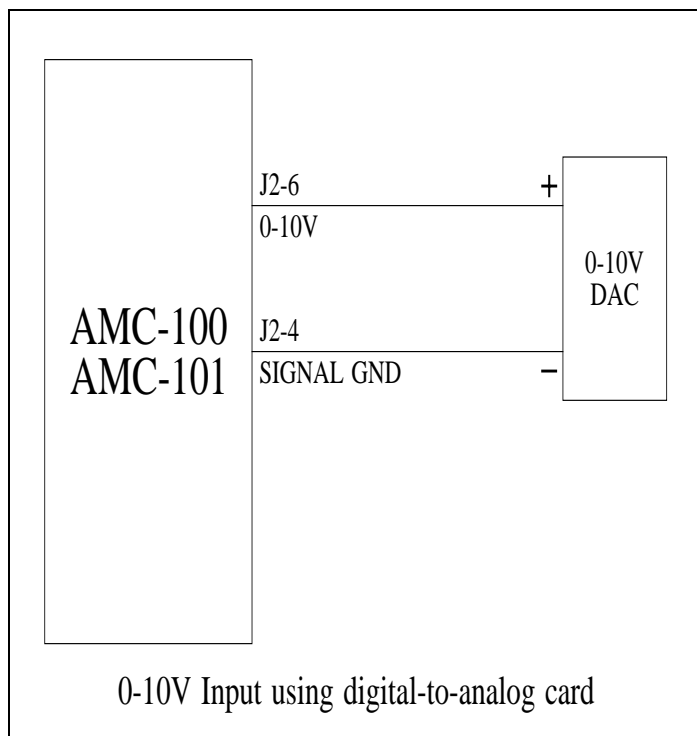 J2-6
+
0-10V
0-10V
DAC
AMC-100
AMC-101
J2-4
SIGNAL GND
−
0-10V Input using digital-to-analog card